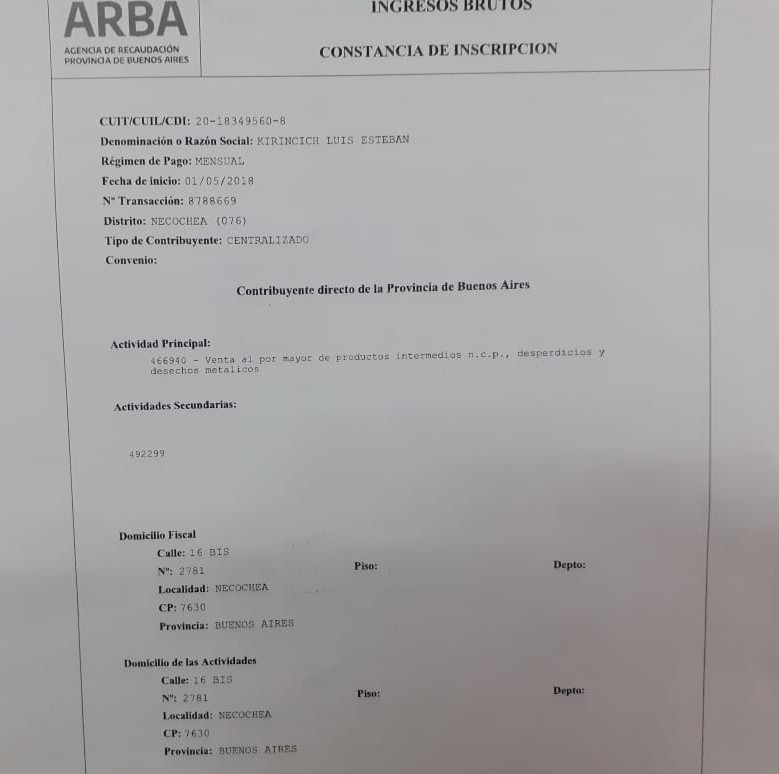 ARBA
AGENCIA DE RECAUDACIÓN
PROVINCIA DE BUENOS AIRES
INGRESOS BRUTOS
CONSTANCIA DE INSCRIPCION
CUIT/CUIL/CDI: 20-18349560-8
Denominación o Razón Social: KIRINCICH LUIS ESTEBAN
Régimen de Pago: MENSUAL
Fecha de inicio: 01/05/2018
Nº Transacción: 8788669
Distrito: NECOCHEA (076)
Tipo de Contribuyente: CENTRALIZADO
Convenio:
Contribuyente directo de la Provincia de Buenos Aires
Actividad Principal:
466940 - Venta al por mayor de productos intermedios n.c.p., desperdicios y
desechos metalicos
Actividades Secundarias:
492299
Domicilio Fiscal
Calle: 16 BIS
Nº: 2781 Piso: Depto:
Localidad: NECOCHEA
CP: 7630
Provincia: BUENOS AIRES
Domicilio de las Actividades
Calle: 16 BIS
Nº: 2781 Piso: Depto:
Localidad: NECOCHEA
CP: 7630
Provincia: BUENOS AIRES